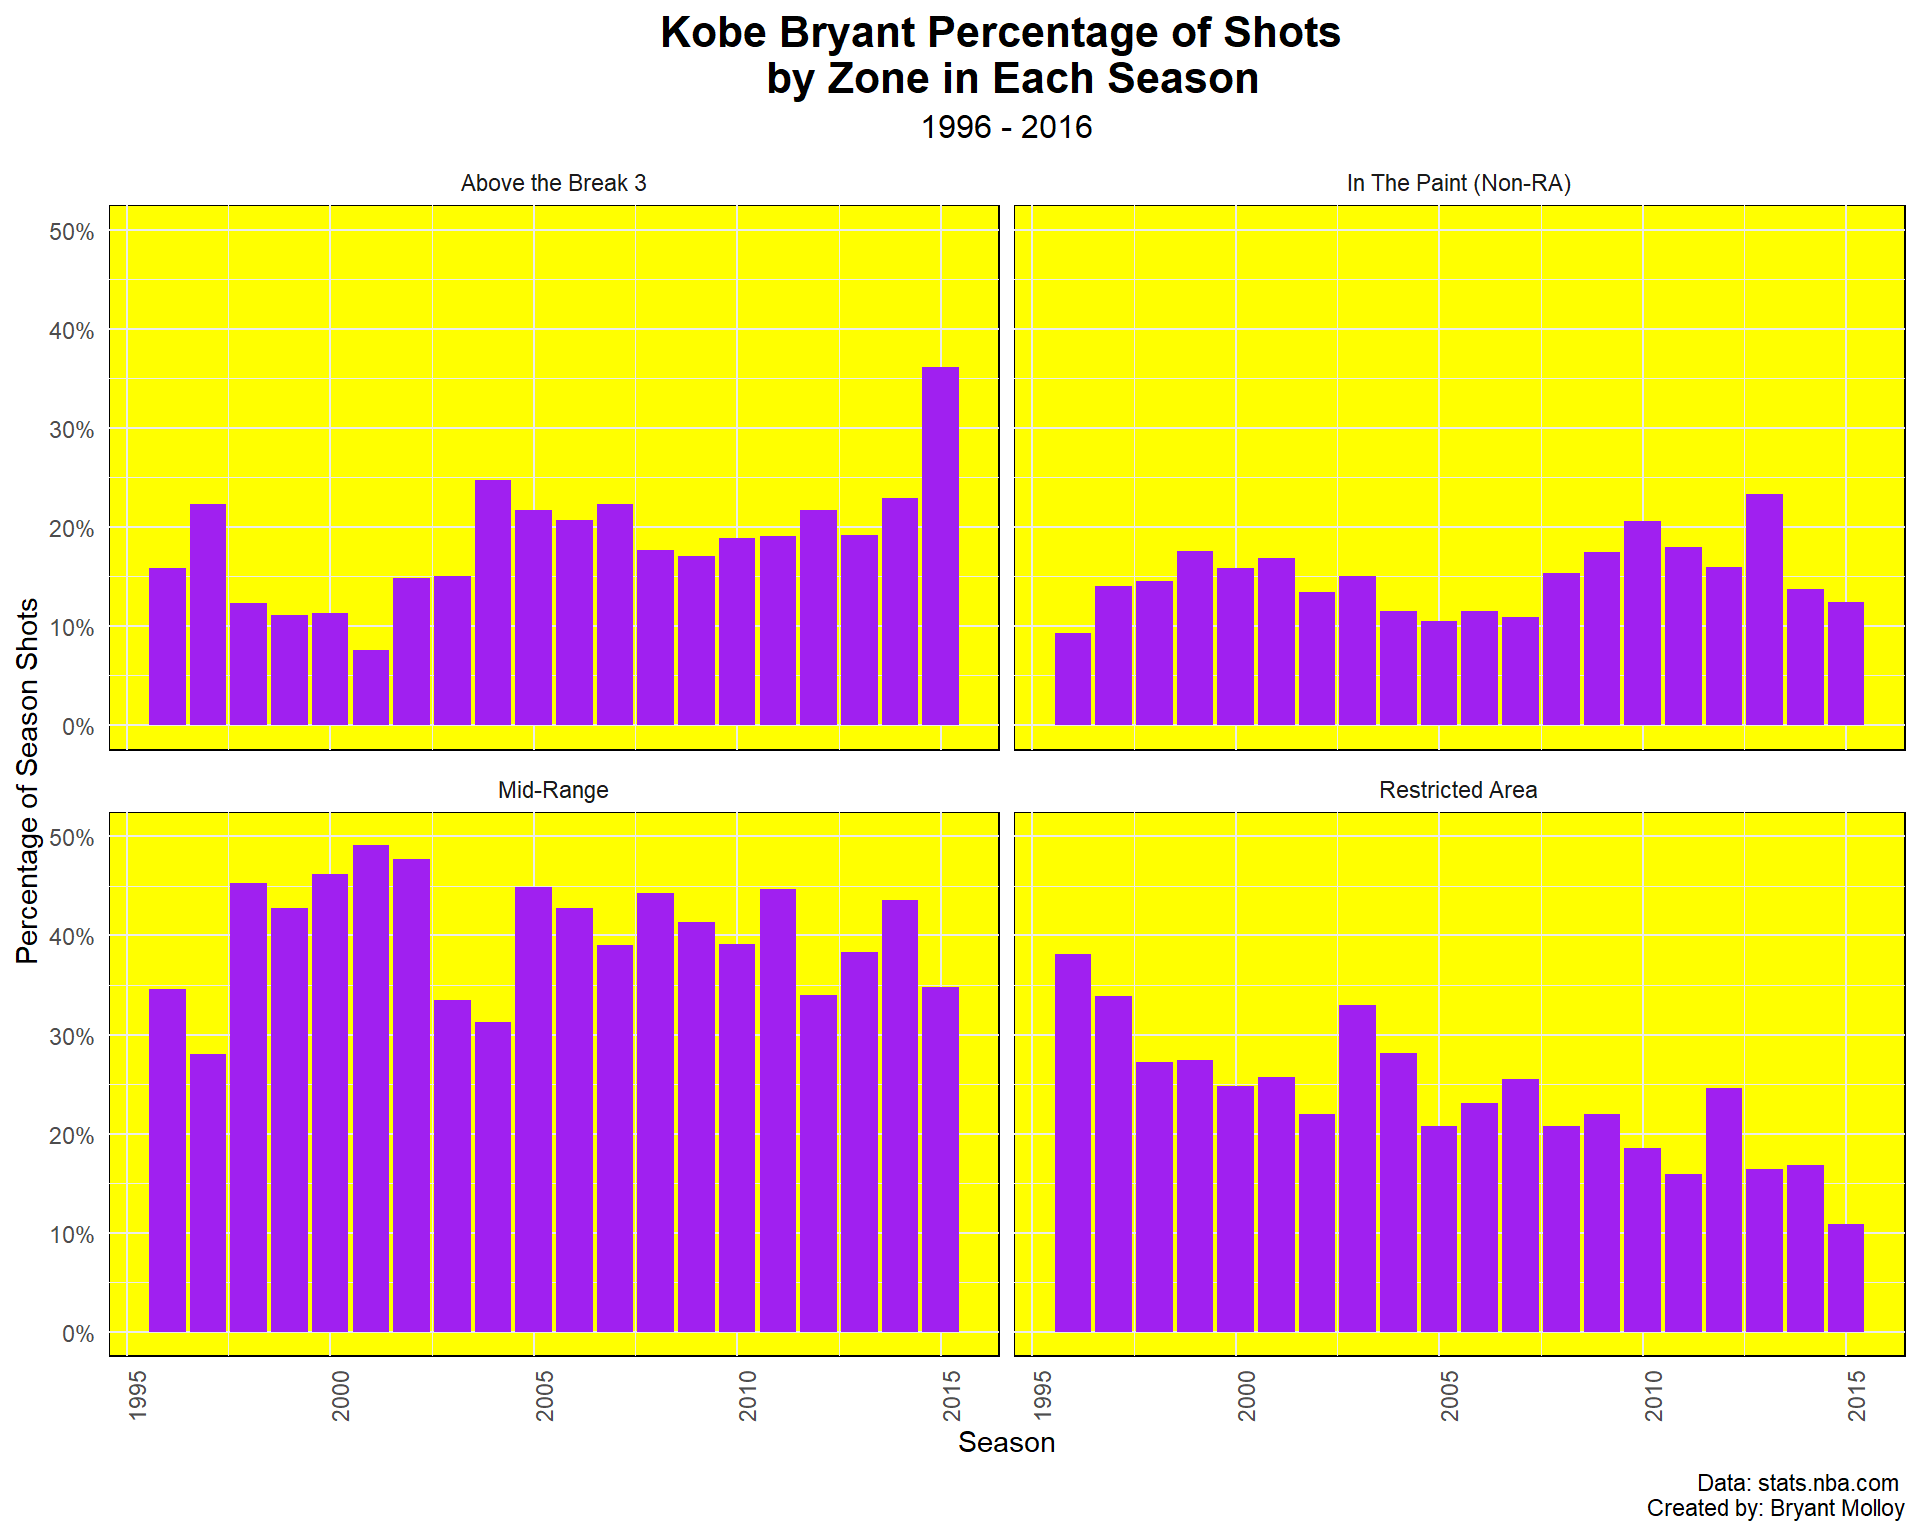 Kobe Bryant Percentage of Shots
by Zone in Each Season
1996 - 2016
Above the Break 3
In The Paint (Non-RA)
50%
40%
30%
20%
10%
0%
Percentage of Season Shots
Mid-Range
Restricted Area
50%
40%
30%
20%
10%
0%
1995
2000
2005
2010
2015
1995
2000
2005
2010
2015
Season
Data: stats.nba.com
Created by: Bryant Molloy